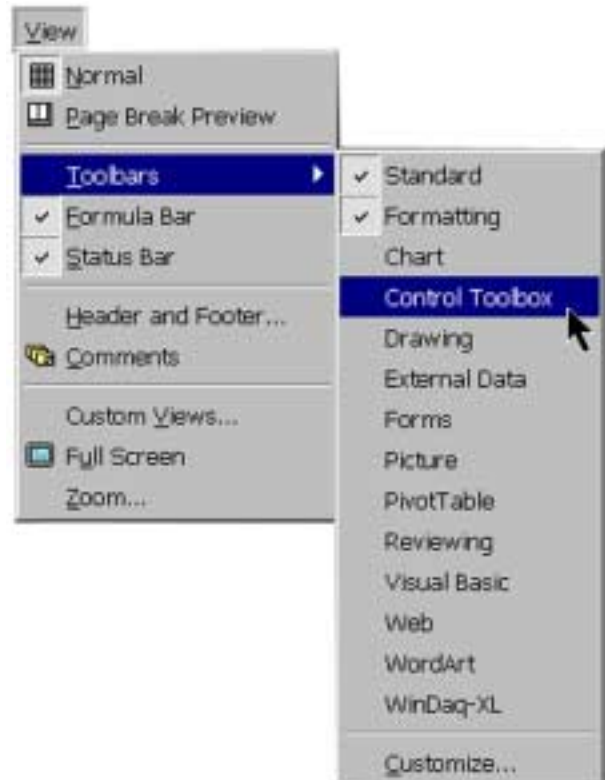 View
Normal
Page Break Preview
Toolbars
Formula Bar
Status Bar
Header and Footer...
Comments
Custom Views...
Full Screen
Zoom...
Standard
Formatting
Chart
Control Toolbox
Drawing
External Data
Forms
Picture
PivotTable
Reviewing
Visual Basic
Web
WordArt
WinDaq-XL
Customize...